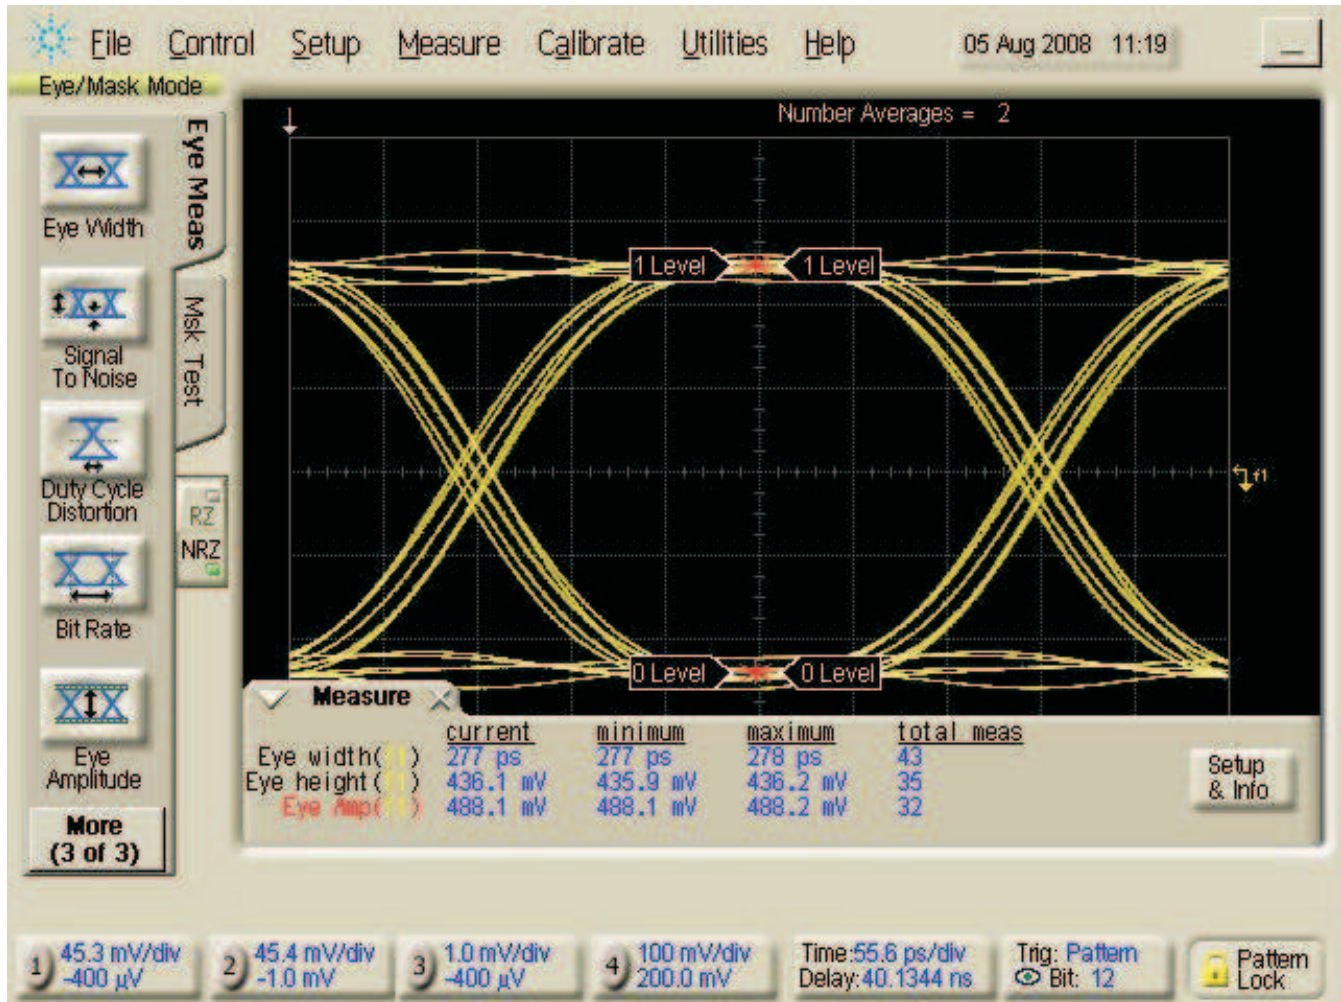 File Control Setup Measure Calibrate Utilities Help 05 Aug 2008 11:19
Eye/Mask Mode
Number Averages = 2
Eye Meas
Eye Width
Msk Test
Signal
To Noise
Duty Cycle
Distortion
RZ
NRZ
Bit Rate
Eye
Amplitude
More
(3 of 3)
1 Level 1 Level
f1
0 Level 0 Level
Measure
current minimum maximum total meas
Eye width(f1) 277 ps 277 ps 278 ps 43
Eye height(f1) 436.1 mV 435.9 mV 436.2 mV 35
Eye Amp(f1) 488.1 mV 488.1 mV 488.2 mV 32
Setup
& Info
1) 45.3 mV/div
-400 µV
2) 45.4 mV/div
-1.0 mV
3) 1.0 mV/div
-400 µV
4) 100 mV/div
200.0 mV
Time:55.6 ps/div
Delay:40.1344 ns
Trig: Pattern
Bit: 12
Pattern
Lock